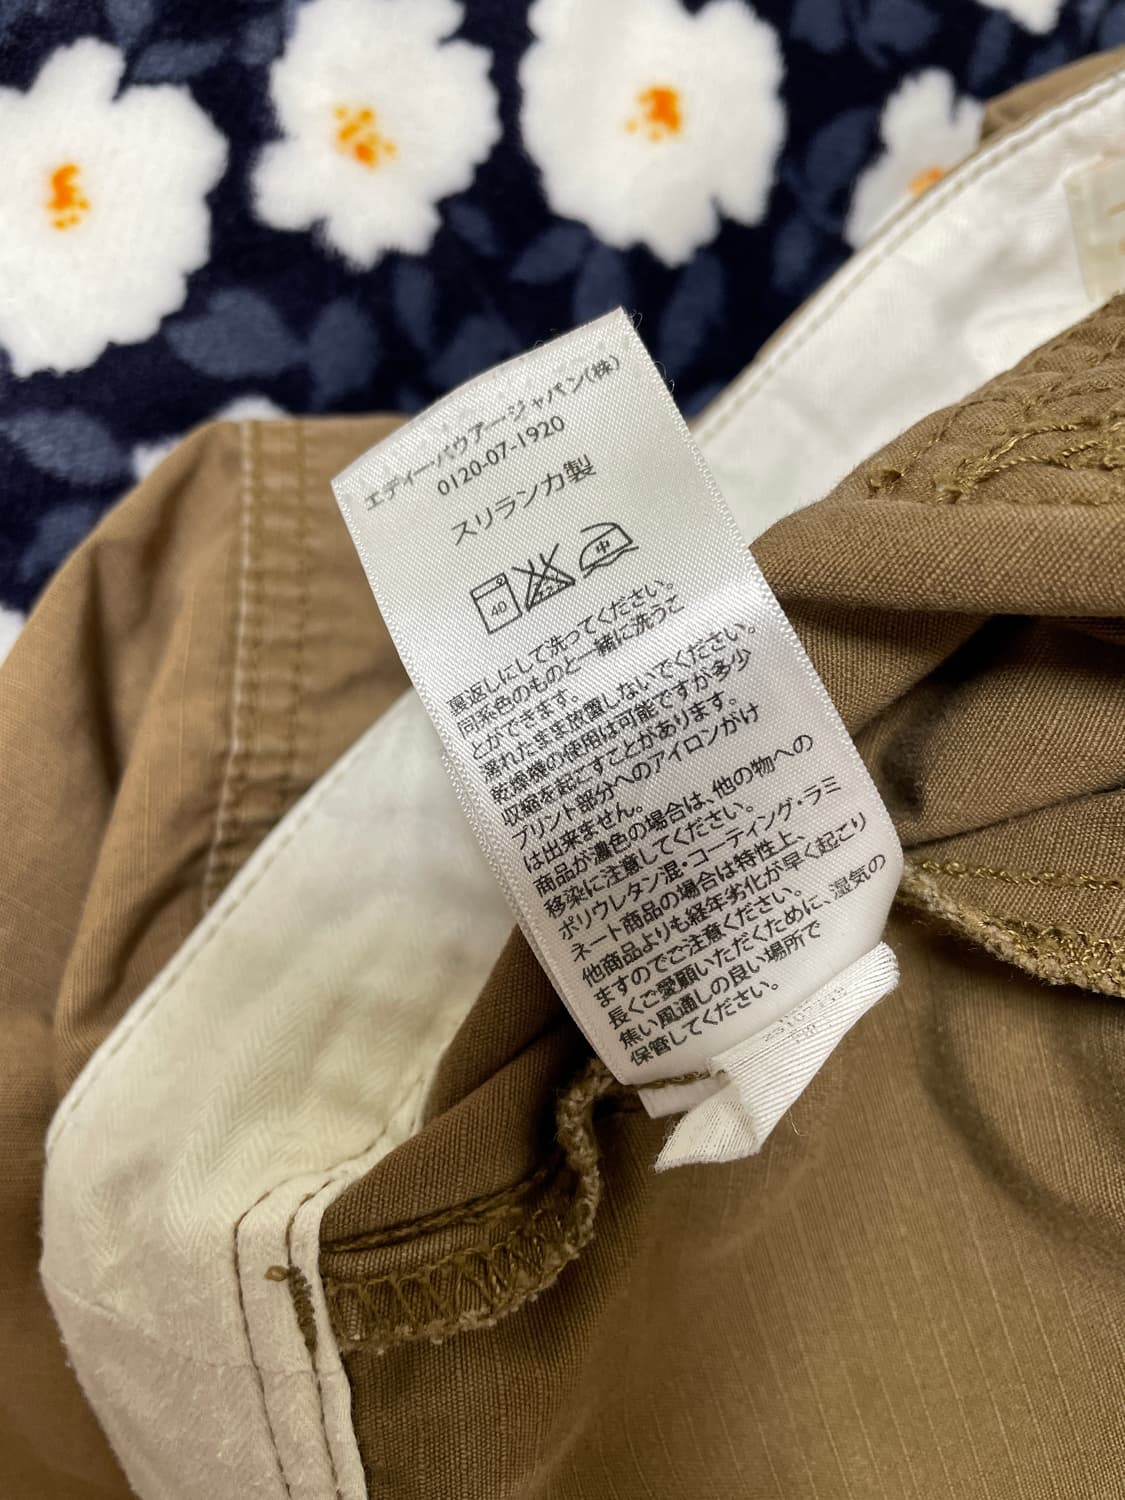 エディー・バウアー・ジャパン(株)
0120-07-1920
スリランカ製
40
中
裏返しにして洗ってください。
同系色のものと一緒に洗うこ
とができます。
濡れたまま放置しないでください。
乾燥機の使用は可能ですが多少
収縮を起こすことがあります。
プリント部分へのアイロンがけ
は出来ません。
商品が濃色の場合は、他の物への
移染に注意してください。
ポリウレタン混・コーティング・ラミ
ネート商品の場合は特性上、
他商品よりも経年劣化が早く起こり
ますのでご注意ください。
長くご愛願いただくために、湿気の
焦い風通しの良い場所で
保管してください。